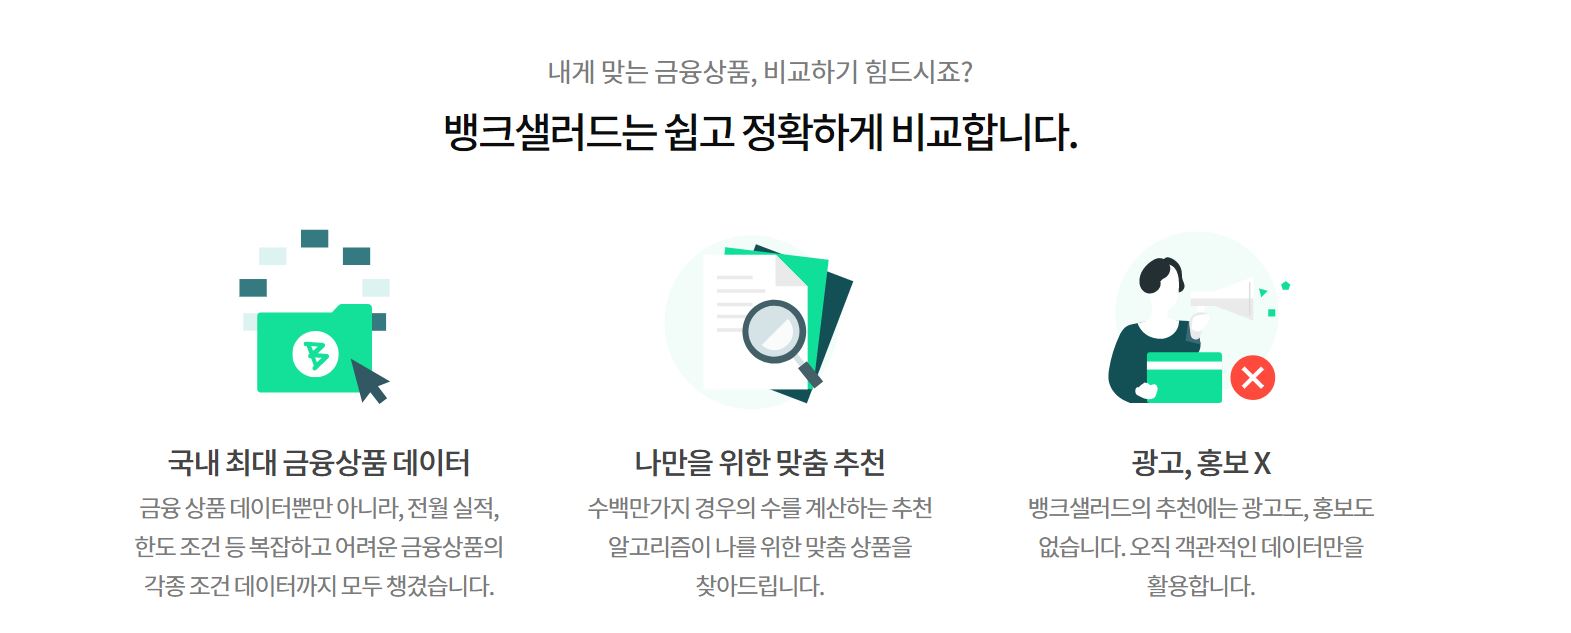 내게 맞는 금융상품, 비교하기 힘드시죠?
뱅크샐러드는 쉽고 정확하게 비교합니다.
국내 최대 금융상품 데이터
금융 상품 데이터뿐만 아니라, 전월 실적,
한도 조건 등 복잡하고 어려운 금융상품의
각종 조건 데이터까지 모두 챙겼습니다.
나만을 위한 맞춤 추천
수백만가지 경우의 수를 계산하는 추천
알고리즘이 나를 위한 맞춤 상품을
찾아드립니다.
광고, 홍보 X
뱅크샐러드의 추천에는 광고도, 홍보도
없습니다. 오직 객관적인 데이터만을
활용합니다.